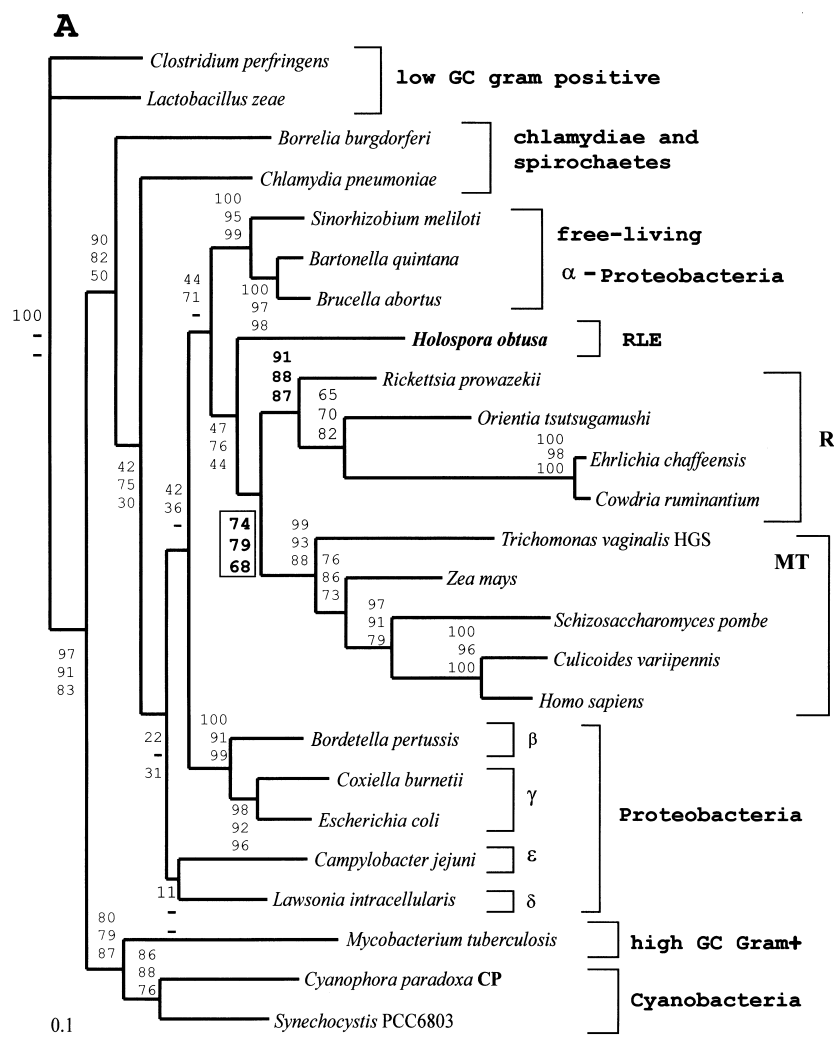 A
Clostridium perfringens
low GC gram positive
Lactobacillus zeae
Borrelia burgdorferi
chlamydiae and
spirochaetes
Chlamydia pneumoniae
100
95
99
Sinorhizobium meliloti
free-living
90
82
50
Bartonella quintana
α - Proteobacteria
44
71
-
100
97
98
Brucella abortus
100
-
-
Holospora obtusa
RLE
91
88
87
Rickettsia prowazekii
65
70
82
Orientia tsutsugamushi
R
47
76
44
100
98
100
Ehrlichia chaffeensis
42
75
30
42
36
-
Cowdria ruminantium
74
79
68
99
93
88
Trichomonas vaginalis HGS
MT
76
86
73
Zea mays
97
91
79
Schizosaccharomyces pombe
100
96
100
Culicoides variipennis
97
91
83
Homo sapiens
100
91
99
Bordetella pertussis
β
22
-
31
Coxiella burnetii
γ
98
92
96
Escherichia coli
Proteobacteria
Campylobacter jejuni
ε
11
-
-
Lawsonia intracellularis
δ
80
79
87
Mycobacterium tuberculosis
high GC Gram+
86
88
76
Cyanophora paradoxa CP
Cyanobacteria
0.1
Synechocystis PCC6803